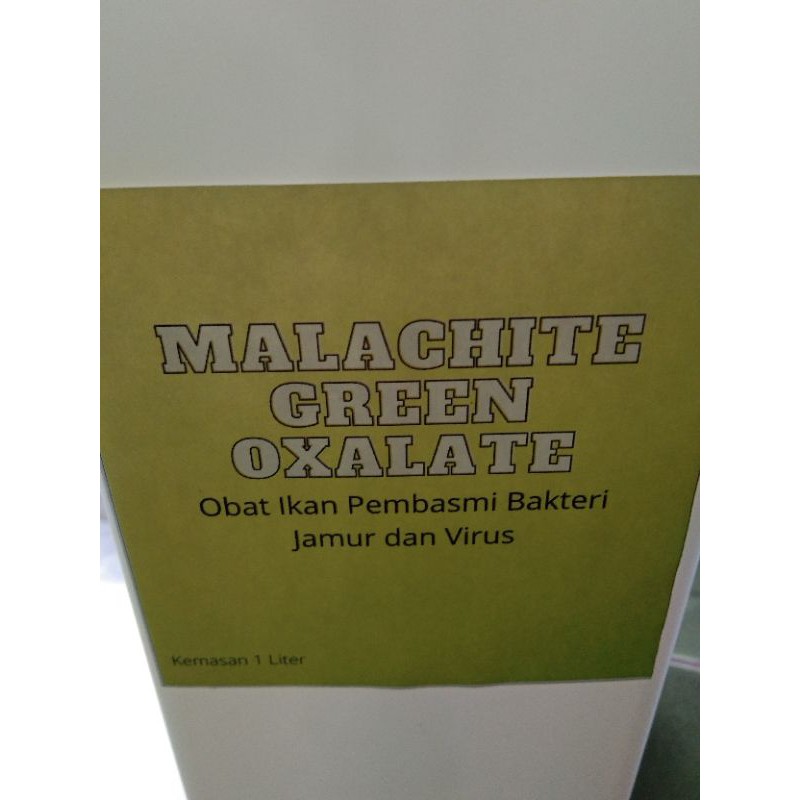 MALACHITE
GREEN
OXALATE
Obat Ikan Pembasmi Bakteri
Jamur dan Virus
Kemasan 1 Liter